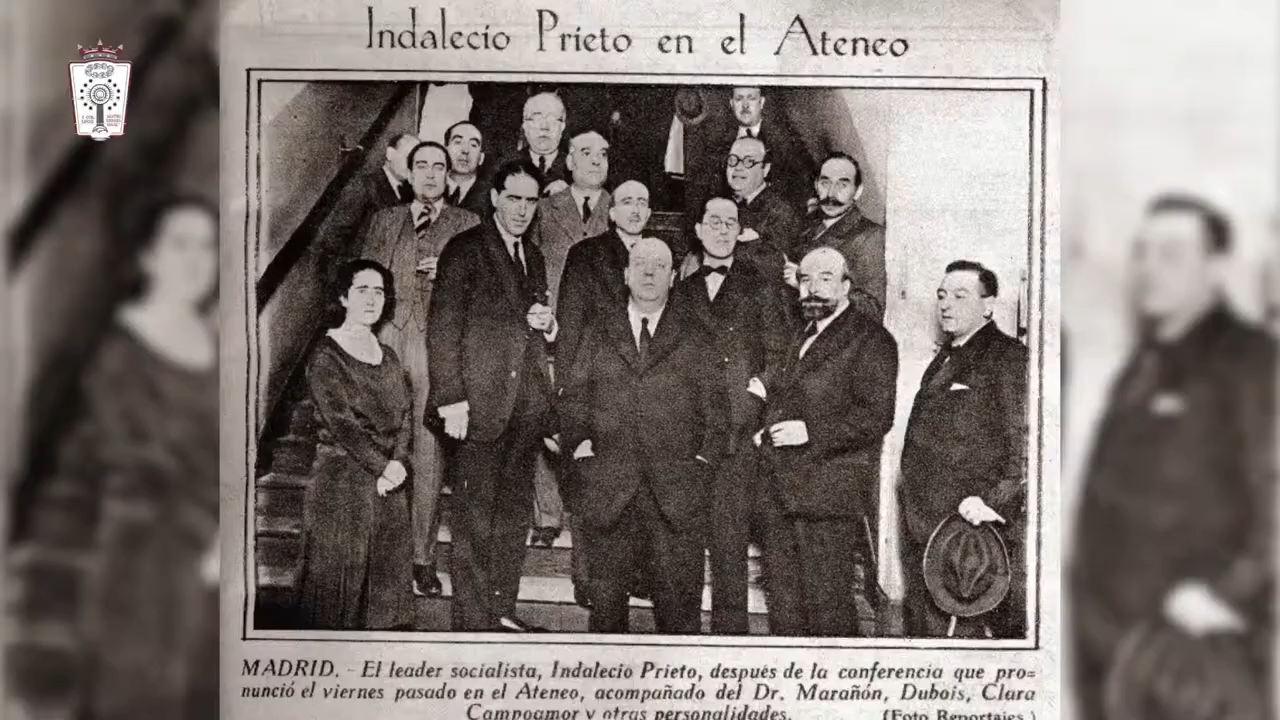 Indalecio Prieto en el Ateneo
MADRID. - El leader socialista, Indalecio Prieto, después de la conferencia que pro=
nunció el viernes pasado en el Ateneo, acompañado del Dr. Marañón, Dubois, Clara
Campoamor y otras personalidades. (Foto Reportajes.)